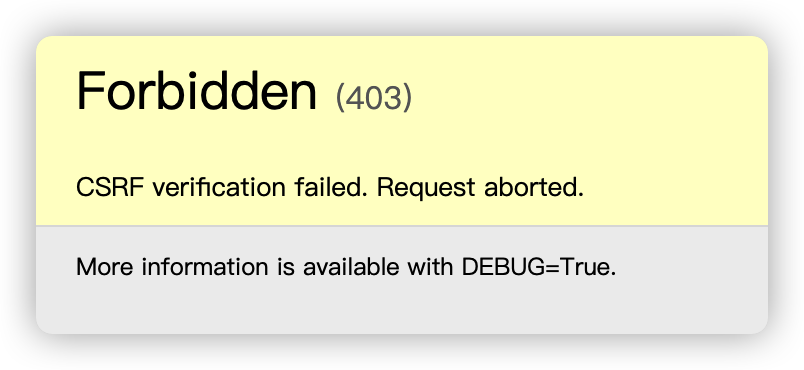 Forbidden (403)
CSRF verification failed. Request aborted.
More information is available with DEBUG=True.